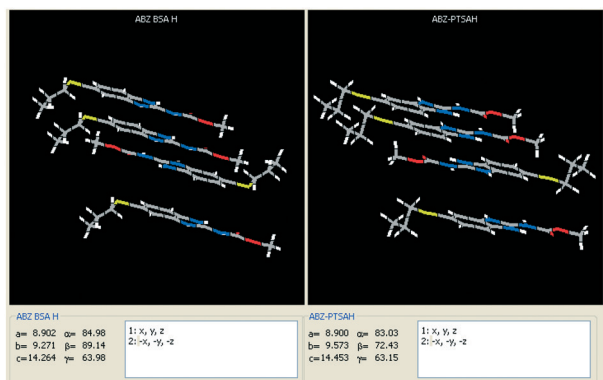 ABZ BSA H
ABZ-PTSAH
ABZ BSA H
a= 8.902 α= 84.98
b= 9.271 β= 89.14
c= 14.264 γ= 63.98
1: x, y, z
2: -x, -y, -z
ABZ-PTSAH
a= 8.900 α= 83.03
b= 9.573 β= 72.43
c= 14.453 γ= 63.15
1: x, y, z
2: -x, -y, -z